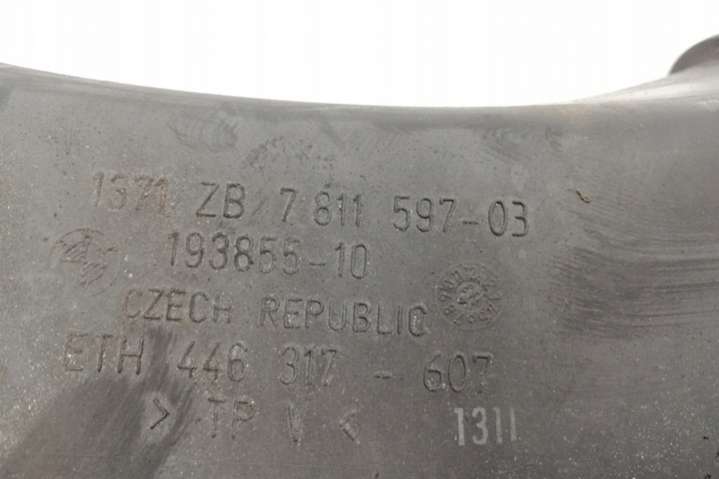 1371 ZB 7 811 597-03
193855-10
CZECH REPUBLIC
ETH 446 317 - 607
> TP V <
1311